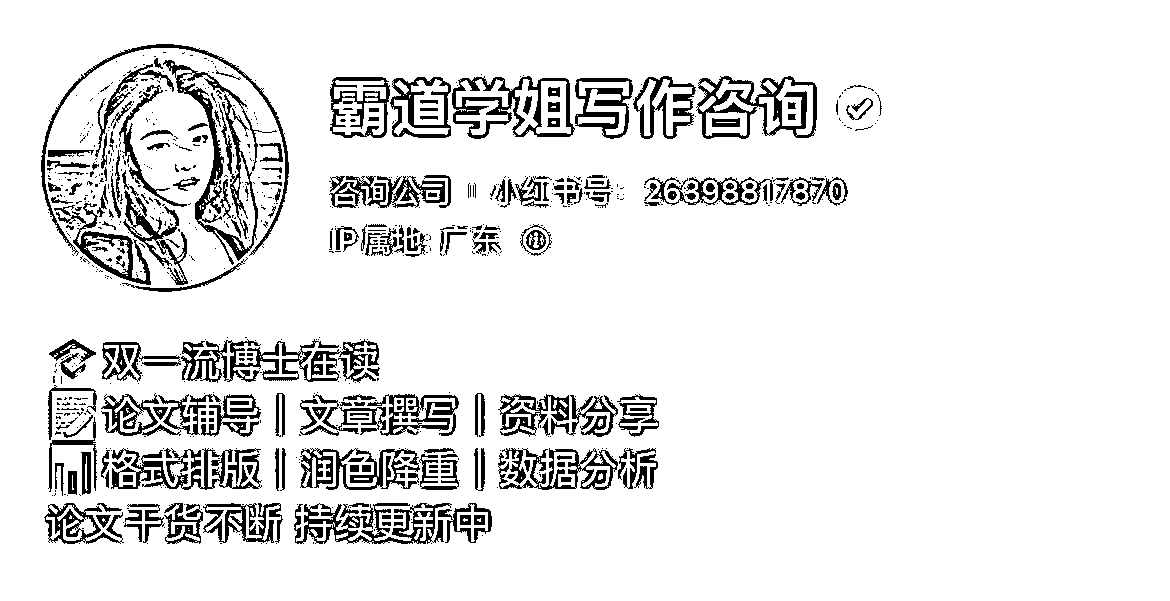 霸道学姐写作咨询
咨询公司 | 小红书号: 26398817870
IP属地: 广东
双一流博士在读
论文辅导 | 文章撰写 | 资料分享
格式排版 | 润色降重 | 数据分析
论文干货不断 持续更新中